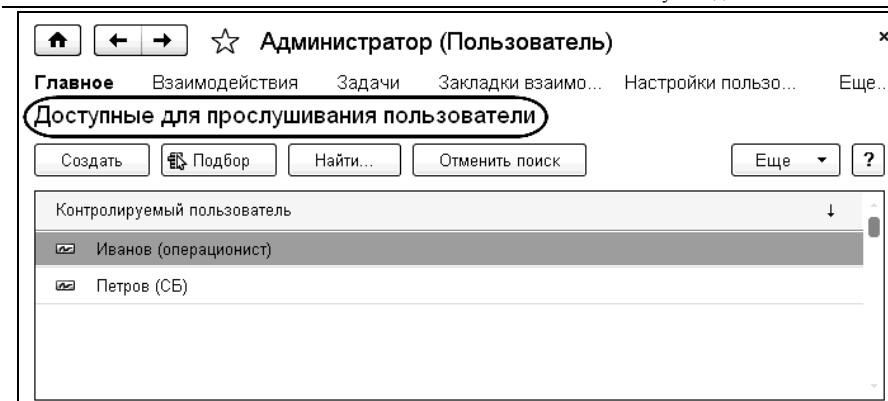 Администратор (Пользователь) ×
Главное Взаимодействия Задачи Закладки взаимо... Настройки пользо... Еще...
Доступные для прослушивания пользователи
Создать Подбор Найти... Отменить поиск Еще ?
Контролируемый пользователь ↓
Иванов (операционист)
Петров (СБ)